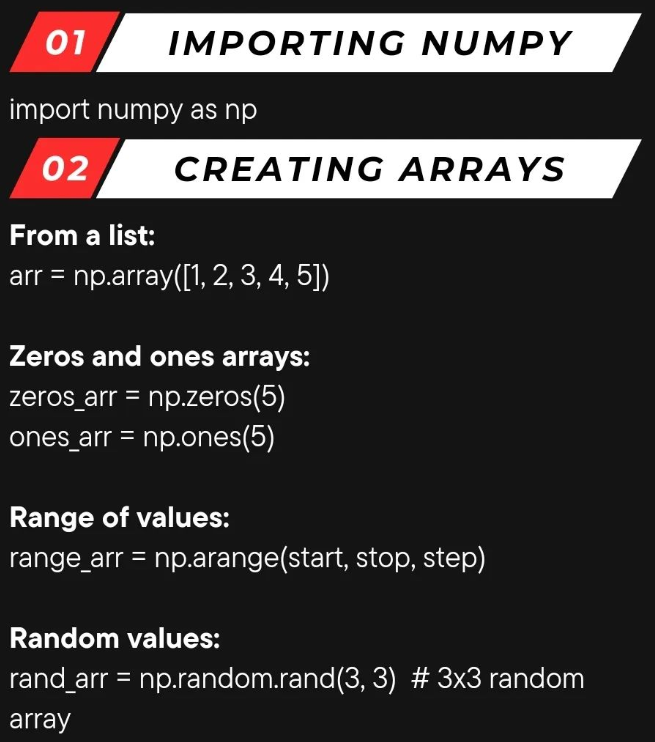 01 IMPORTING NUMPY
import numpy as np
02 CREATING ARRAYS
From a list:
arr = np.array([1, 2, 3, 4, 5])
Zeros and ones arrays:
zeros_arr = np.zeros(5)
ones_arr = np.ones(5)
Range of values:
range_arr = np.arange(start, stop, step)
Random values:
rand_arr = np.random.rand(3, 3)  # 3x3 random
array